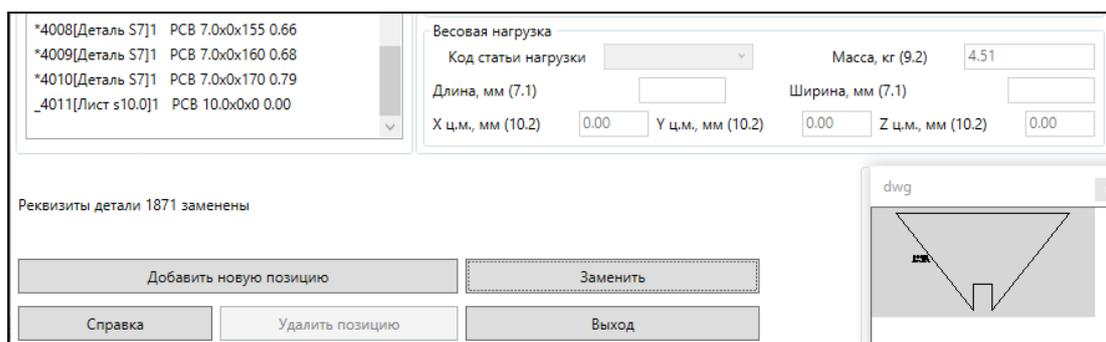 *4008[Деталь S7]1 РСВ 7.0x0x155 0.66
*4009[Деталь S7]1 РСВ 7.0x0x160 0.68
*4010[Деталь S7]1 РСВ 7.0x0x170 0.79
_4011[Лист s10.0]1 РСВ 10.0x0x0 0.00
Весовая нагрузка
Код статьи нагрузки Масса, кг (9.2) 4.51
Длина, мм (7.1) Ширина, мм (7.1)
X ц.м., мм (10.2) 0.00 Y ц.м., мм (10.2) 0.00 Z ц.м., мм (10.2) 0.00
Реквизиты детали 1871 заменены
dwg
Добавить новую позицию Заменить
Справка Удалить позицию Выход